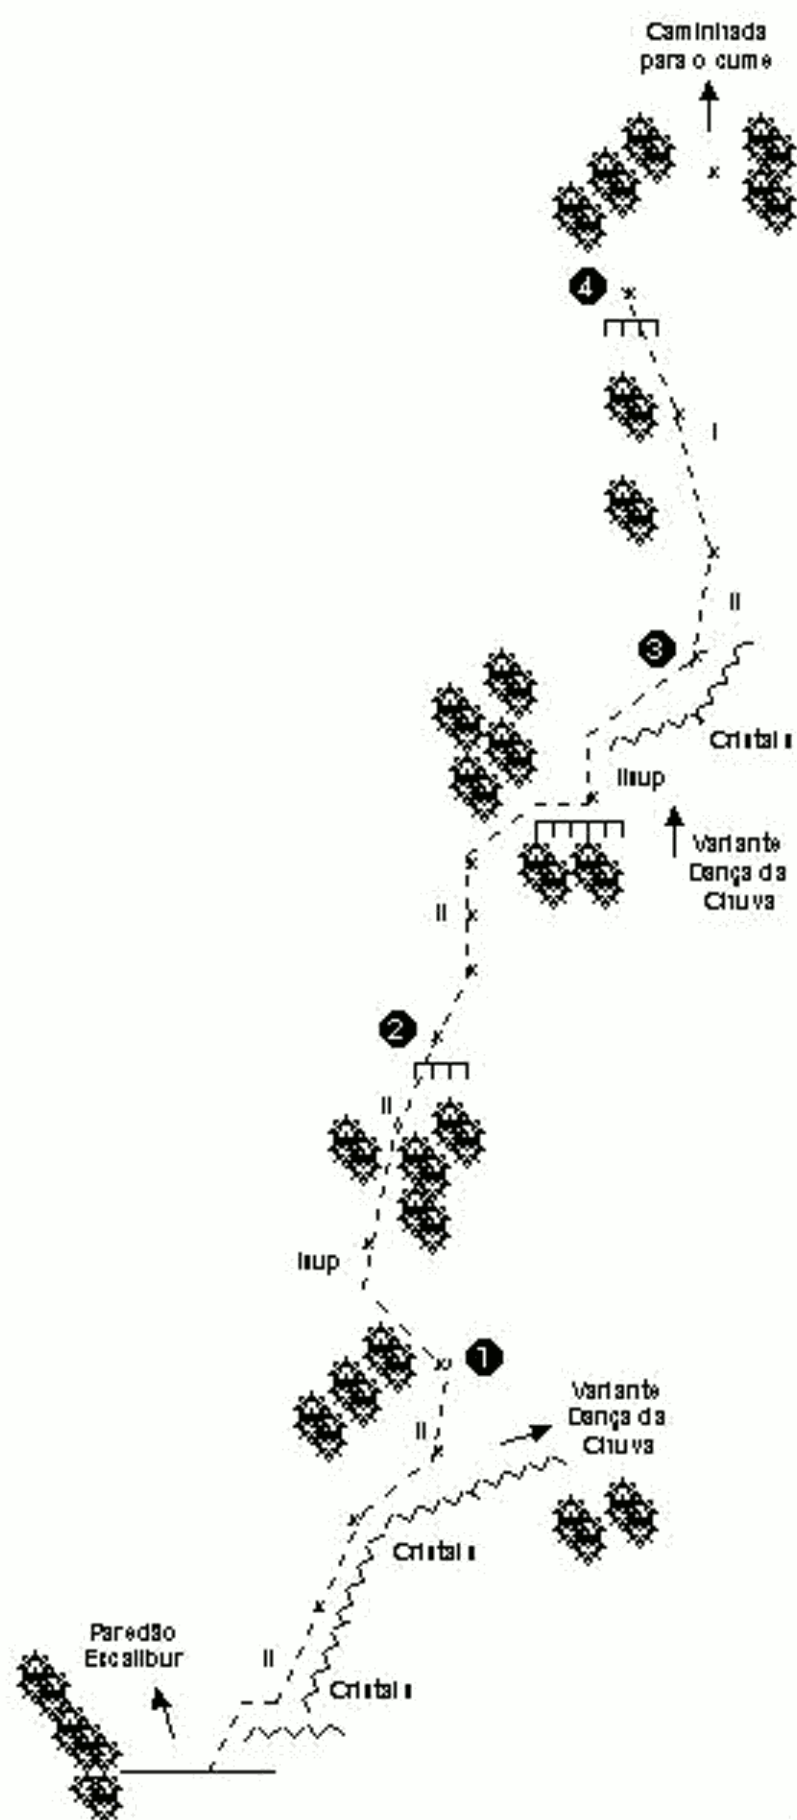 Caminhada
para o cume
4
I
II
3
Cristais
IIsup
Variante
Dança da
Chuva
II
2
II
Isup
1
Variante
Dança da
Chuva
II
Cristais
Paredão
Excalibur
II
Cristais